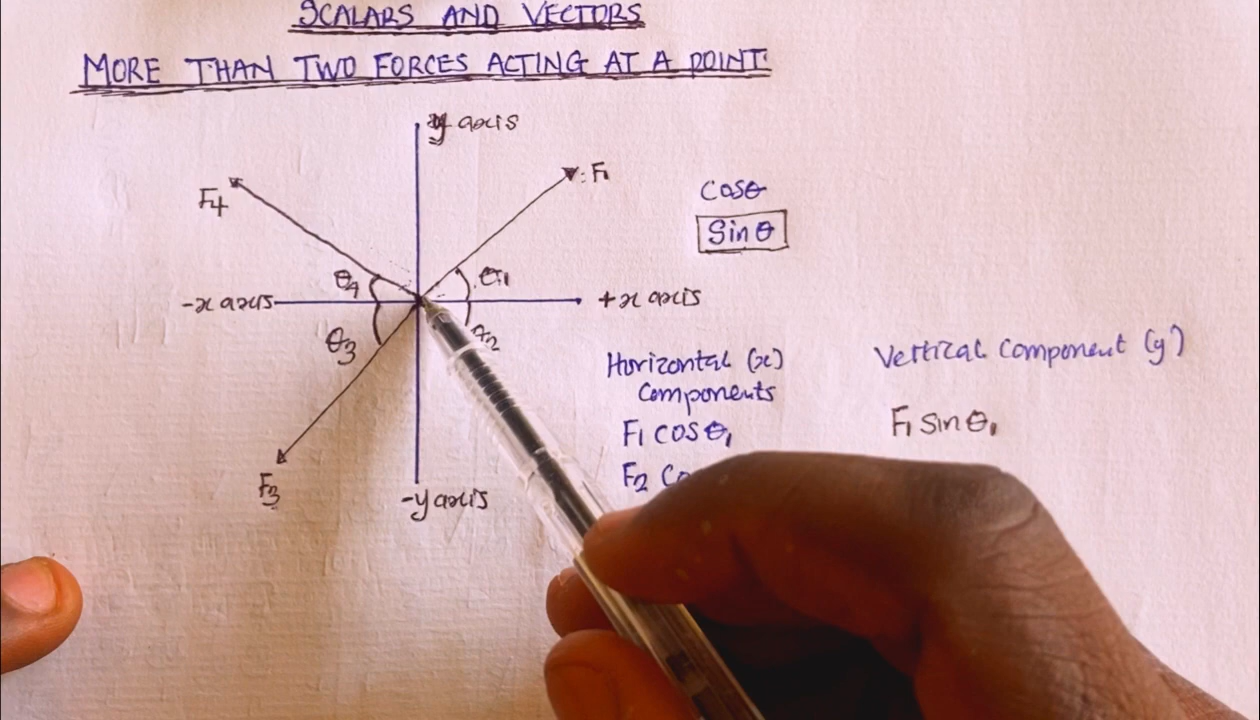 SCALARS AND VECTORS
MORE THAN TWO FORCES ACTING AT A POINT.
y axis
F1
F4
Cosθ
Sinθ
θ4
θ1
-x axis
+x axis
θ3
Horizontal (x)
Components
Vertical Component (y)
F1 cosθ1
F1 sinθ1
F2
F3
-y axis